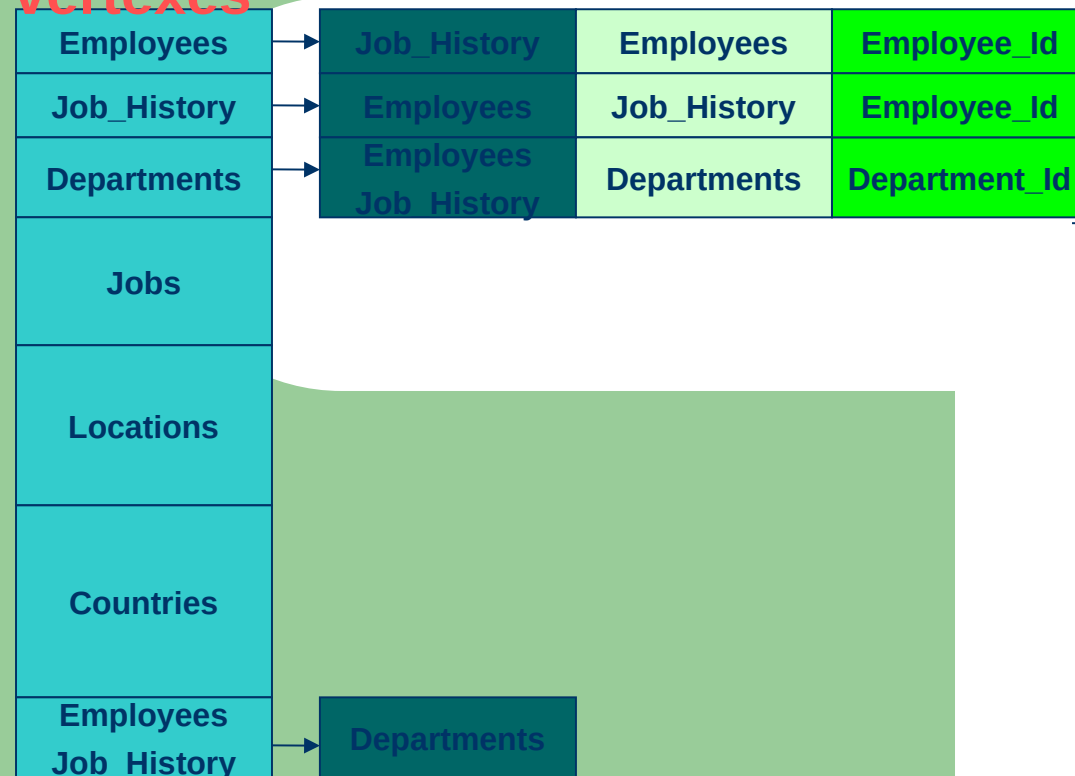 Vertexes
Employees Job_History Employees Employee_Id
Job_History Employees Job_History Employee_Id
Departments Employees Departments Department_Id
Job_History
Jobs
Locations
Countries
Employees
Departments
Job_History